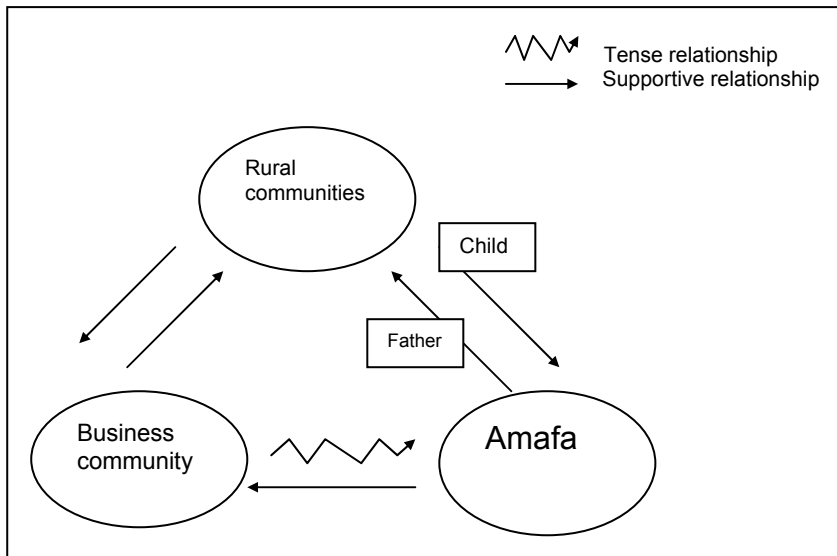 Tense relationship
Supportive relationship
Rural
communities
Child
Father
Business
community
Amafa